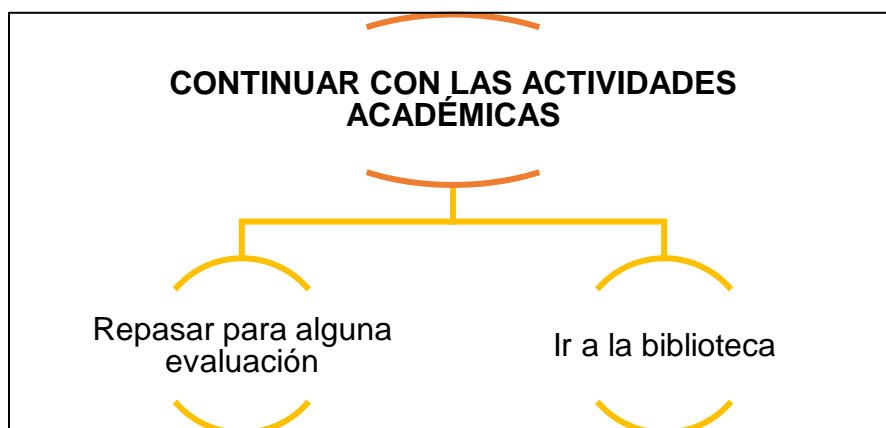 CONTINUAR CON LAS ACTIVIDADES
ACADÉMICAS
Repasar para alguna
evaluación
Ir a la biblioteca